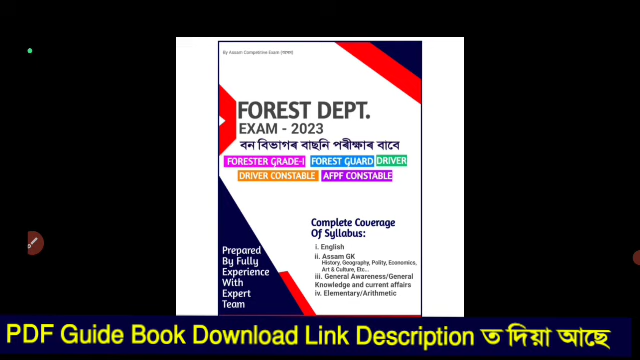 By Assam Competitive Exam (অসমত)
FOREST DEPT.
EXAM - 2023
বন বিভাগৰ বাছনি পৰীক্ষাৰ বাবে
FORESTER GRADE-I FOREST GUARD DRIVER
DRIVER CONSTABLE AFPF CONSTABLE
Complete Coverage
Of Syllabus:
i. English
ii. Assam GK
History, Geography, Polity, Economics,
Art & Culture, Etc...
iii. General Awareness/General
Knowledge and current affairs
iv. Elementary/Arithmetic
Prepared
By Fully
Experience
With
Expert
Team
PDF Guide Book Download Link Description ত দিয়া আছে